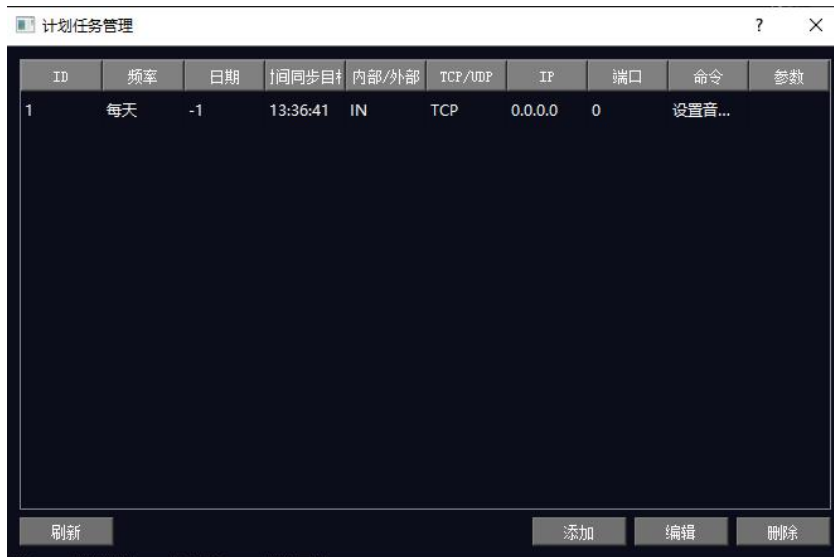 计划任务管理
ID 频率 日期 间同步目 内部/外部 TCP/UDP IP 端口 命令 参数
1 每天 -1 13:36:41 IN TCP 0.0.0.0 0 设置音...
刷新 添加 编辑 删除